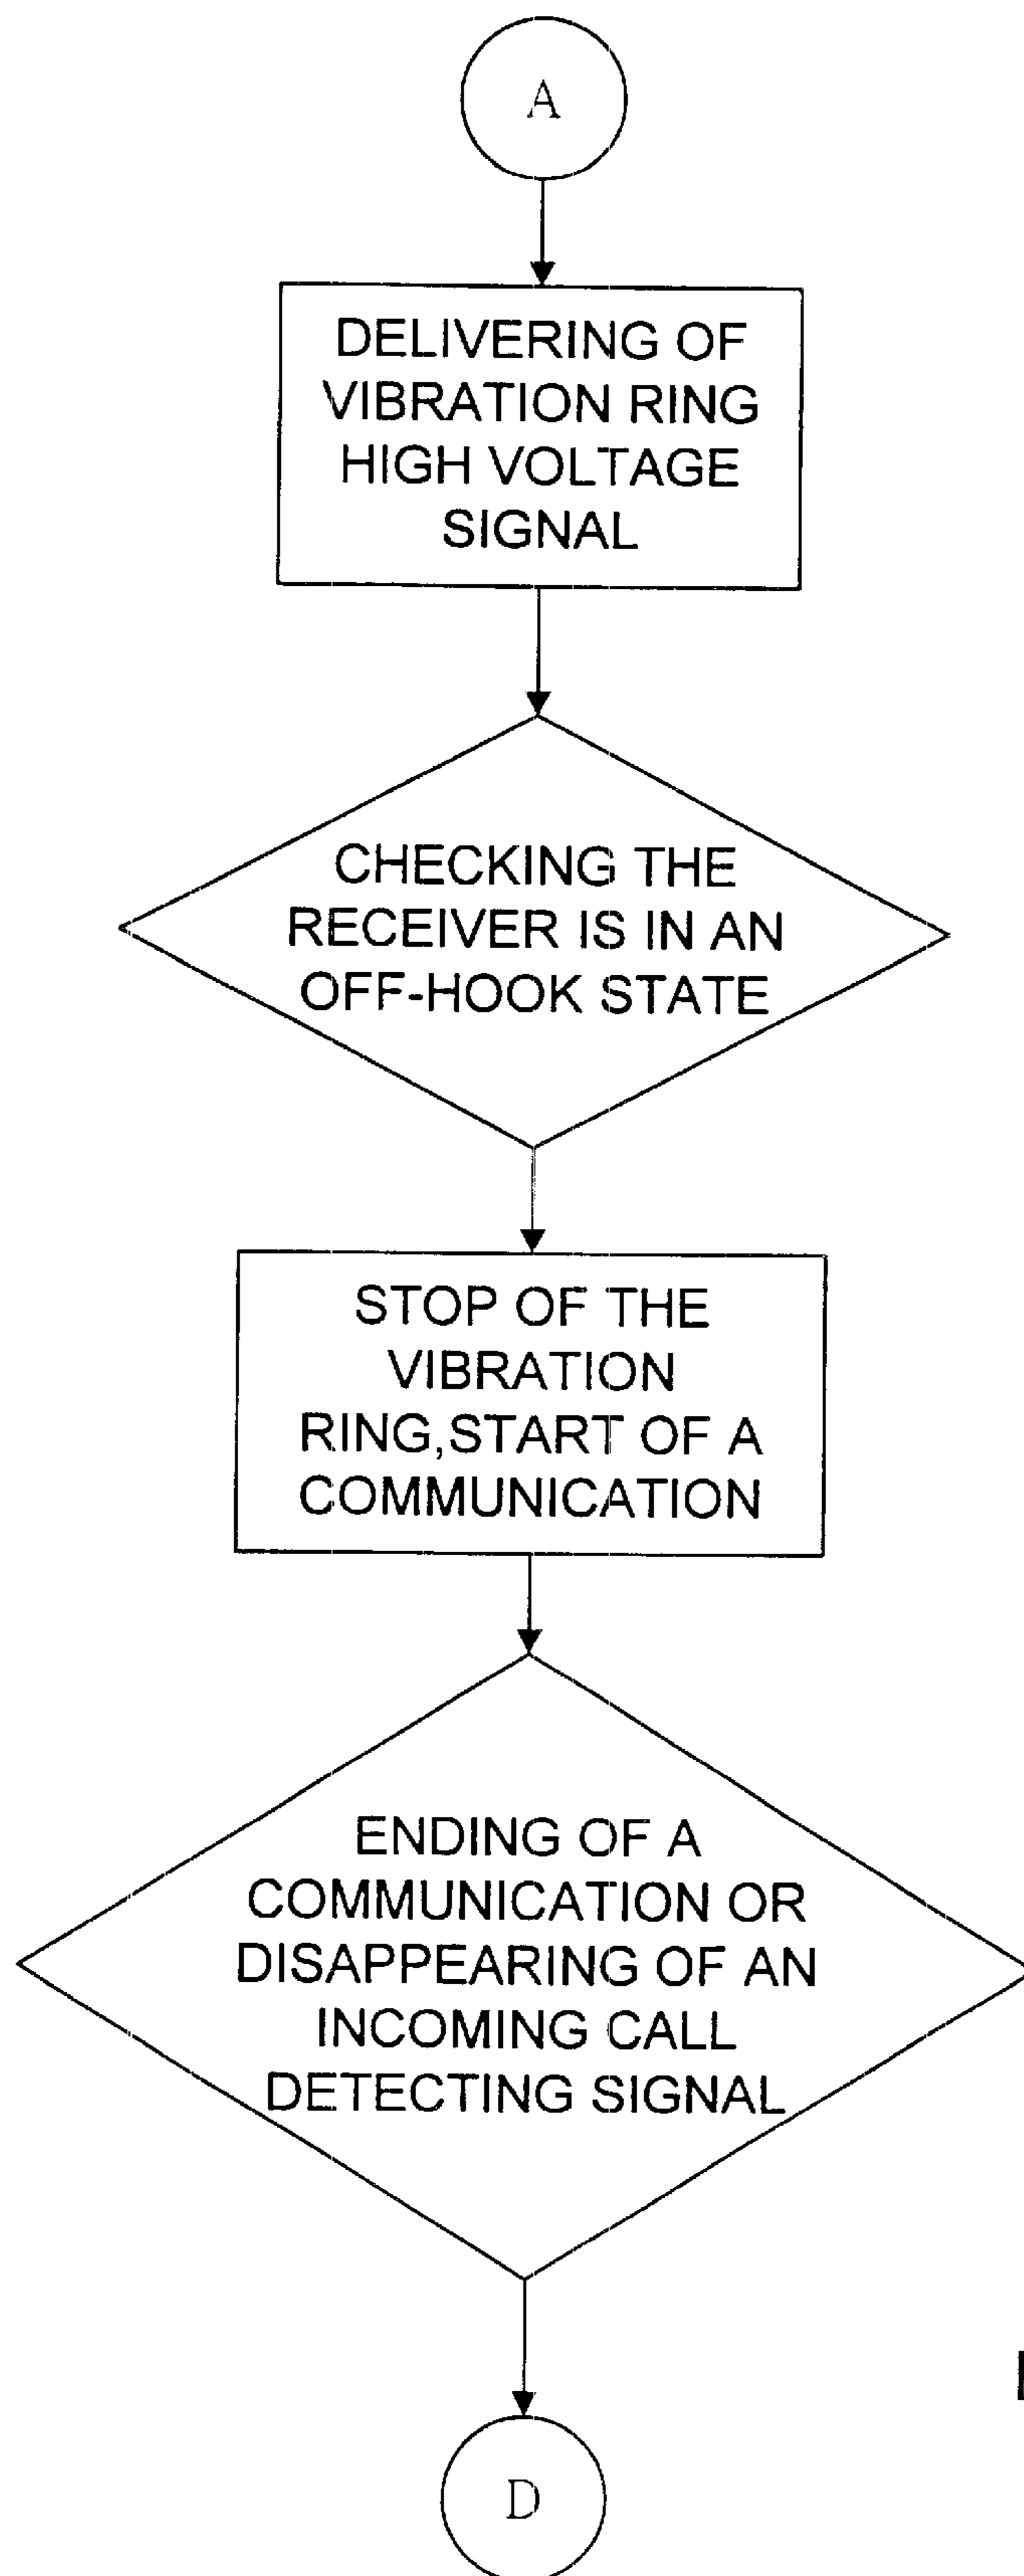 A
DELIVERING OF
VIBRATION RING
HIGH VOLTAGE
SIGNAL
CHECKING THE
RECEIVER IS IN AN
OFF-HOOK STATE
STOP OF THE
VIBRATION
RING,START OF A
COMMUNICATION
ENDING OF A
COMMUNICATION OR
DISAPPEARING OF AN
INCOMING CALL
DETECTING SIGNAL
D